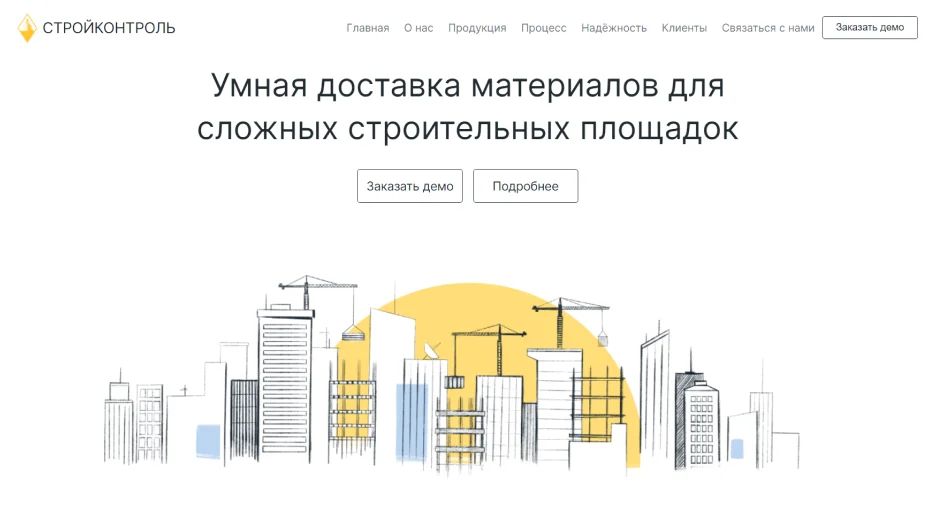 СТРОЙКОНТРОЛЬ
Главная О нас Продукция Процесс Надёжность Клиенты Связаться с нами Заказать демо
Умная доставка материалов для
сложных строительных площадок
Заказать демо Подробнее